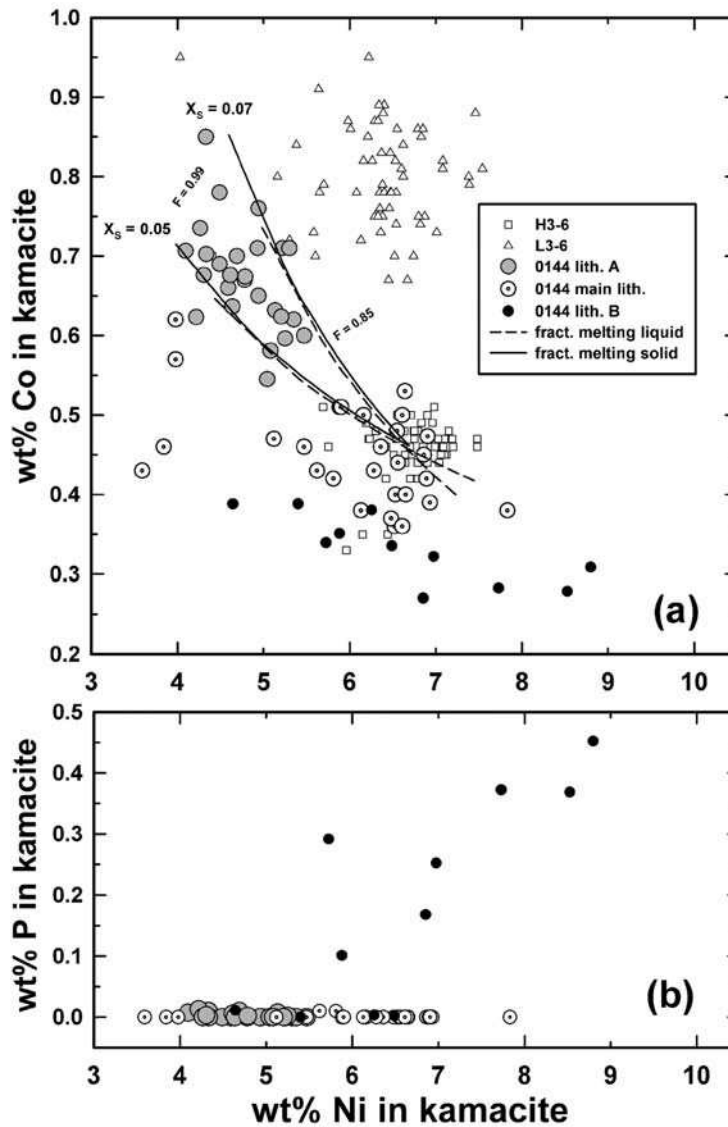 1.0
0.9
0.8
0.7
0.6
0.5
0.4
0.3
0.2
wt% Co in kamacite
X_S = 0.07
X_S = 0.05
F = 0.99
F = 0.85
H3-6
L3-6
0144 lith. A
0144 main lith.
0144 lith. B
fract. melting liquid
fract. melting solid
(a)
3 4 5 6 7 8 9 10
0.5
0.4
0.3
0.2
0.1
0.0
wt% P in kamacite
(b)
3 4 5 6 7 8 9 10
wt% Ni in kamacite